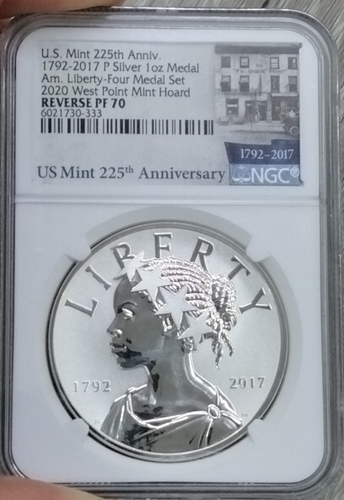 U.S. Mint 225th Anniv.
1792-2017 P Silver 1oz Medal
Am. Liberty-Four Medal Set
2020 West Point Mint Hoard
REVERSE PF 70
6021730-333
1792-2017
US Mint 225th Anniversary
NGC®
LIBERTY
1792
2017